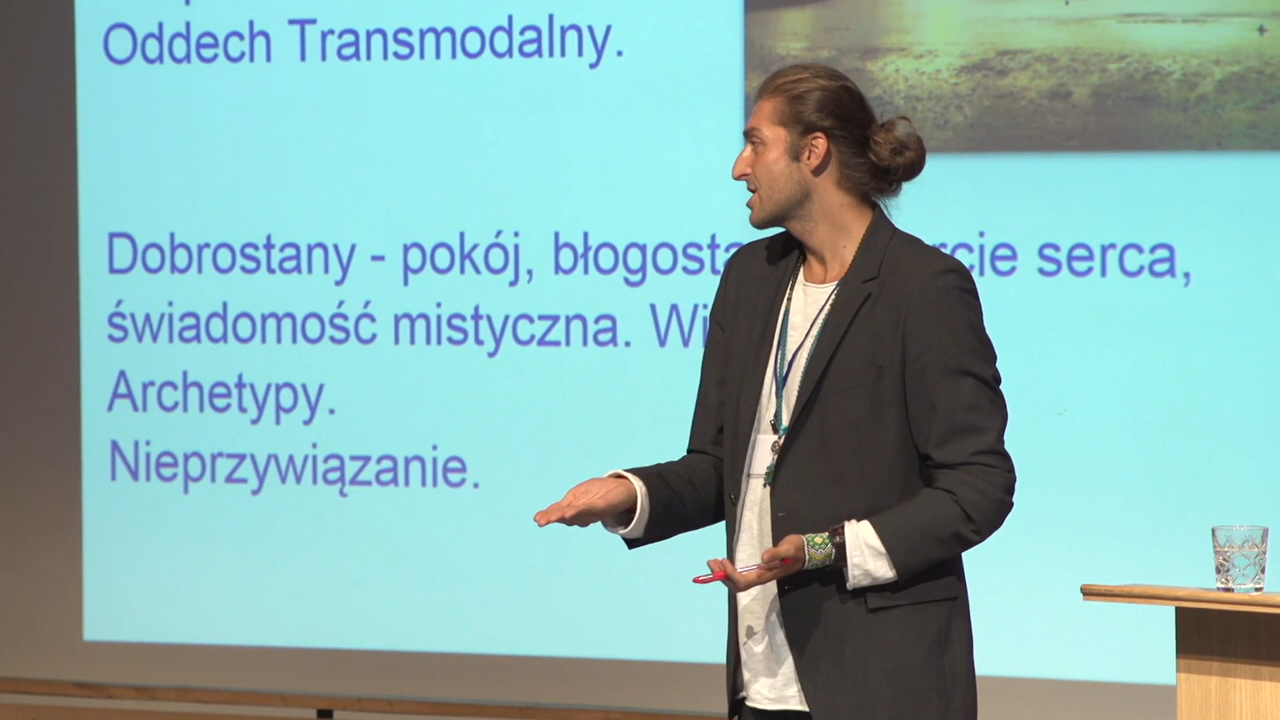 Oddech Transmodalny.
Dobrostany - pokój, serca,
świadomość mistyczna.
Archetypy.
Nieprzywiązanie.